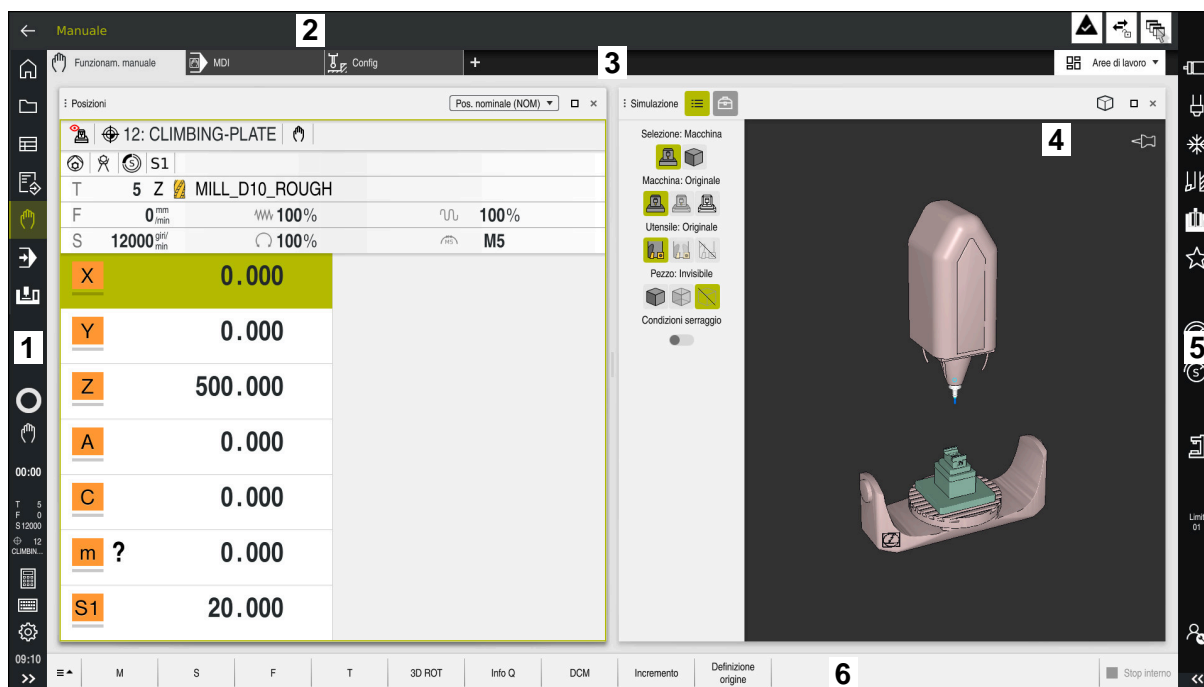 Manuale
2
Funzionam. manuale
MDI
Config
+
3
Aree di lavoro
Posizioni
Pos. nominale (NOM)
12: CLIMBING-PLATE
S S1
T 5 Z MILL_D10_ROUGH
F 0 mm/min 100% 100%
S 12000 giri/min 100% M5 M5
X 0.000
Y 0.000
Z 500.000
A 0.000
C 0.000
m ? 0.000
S1 20.000
Simulazione
Selezione: Macchina
Macchina: Originale
Utensile: Originale
Pezzo: Invisibile
Condizioni serraggio
4
1
00:00
T 5
F 0
S 12000
12
CLIMBIN...
09:10
5
S
Limit
01
M
S
F
T
3D ROT
Info Q
DCM
Incremento
Definizione
origine
6
Stop interno